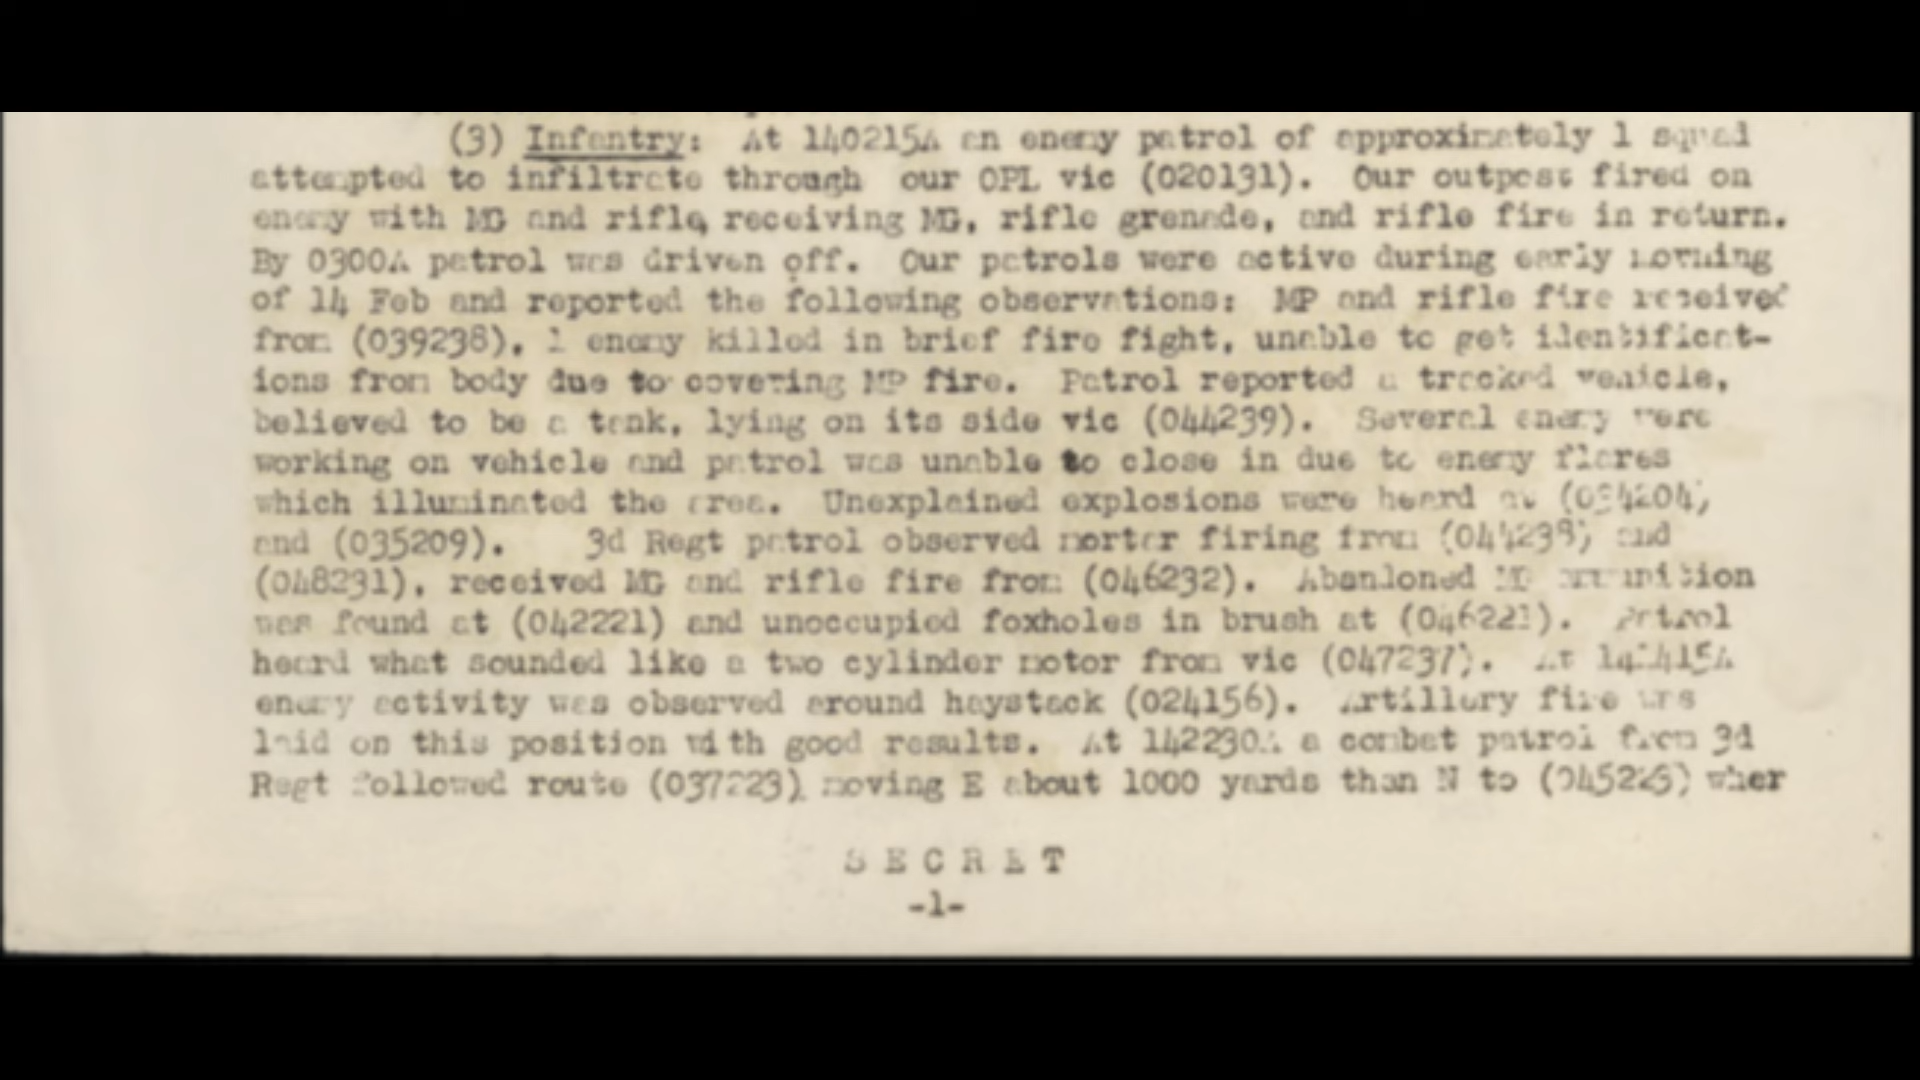 (3) Infantry: At 140215A an enemy patrol of approximately 1 squad
attempted to infiltrate through our OPL vic (020131). Our outpost fired on
enemy with MG and rifle, receiving MG, rifle grenade, and rifle fire in return.
By 0300A patrol was driven off. Our patrols were active during early morning
of 14 Feb and reported the following observations: MP and rifle fire received
from (039238), 1 enemy killed in brief fire fight, unable to get identificat-
ions from body due to covering MP fire. Patrol reported a tracked vehicle,
believed to be a tank, lying on its side vic (044239). Several enemy were
working on vehicle and patrol was unable to close in due to enemy flares
which illuminated the area. Unexplained explosions were heard at
and (035209). 3d Regt patrol observed mortar firing from (044238) and
(048231), received MG and rifle fire from (046232). Abandoned MP ammunition
was found at (042221) and unoccupied foxholes in brush at (046221). Patrol
heard what sounded like a two cylinder motor from vic (047237). At
enemy activity was observed around haystack (024156). Artillery fire was
laid on this position with good results. At 142230A a combat patrol from 3d
Regt followed route moving E about 1000 yards than N to wher
SECRET
-1-